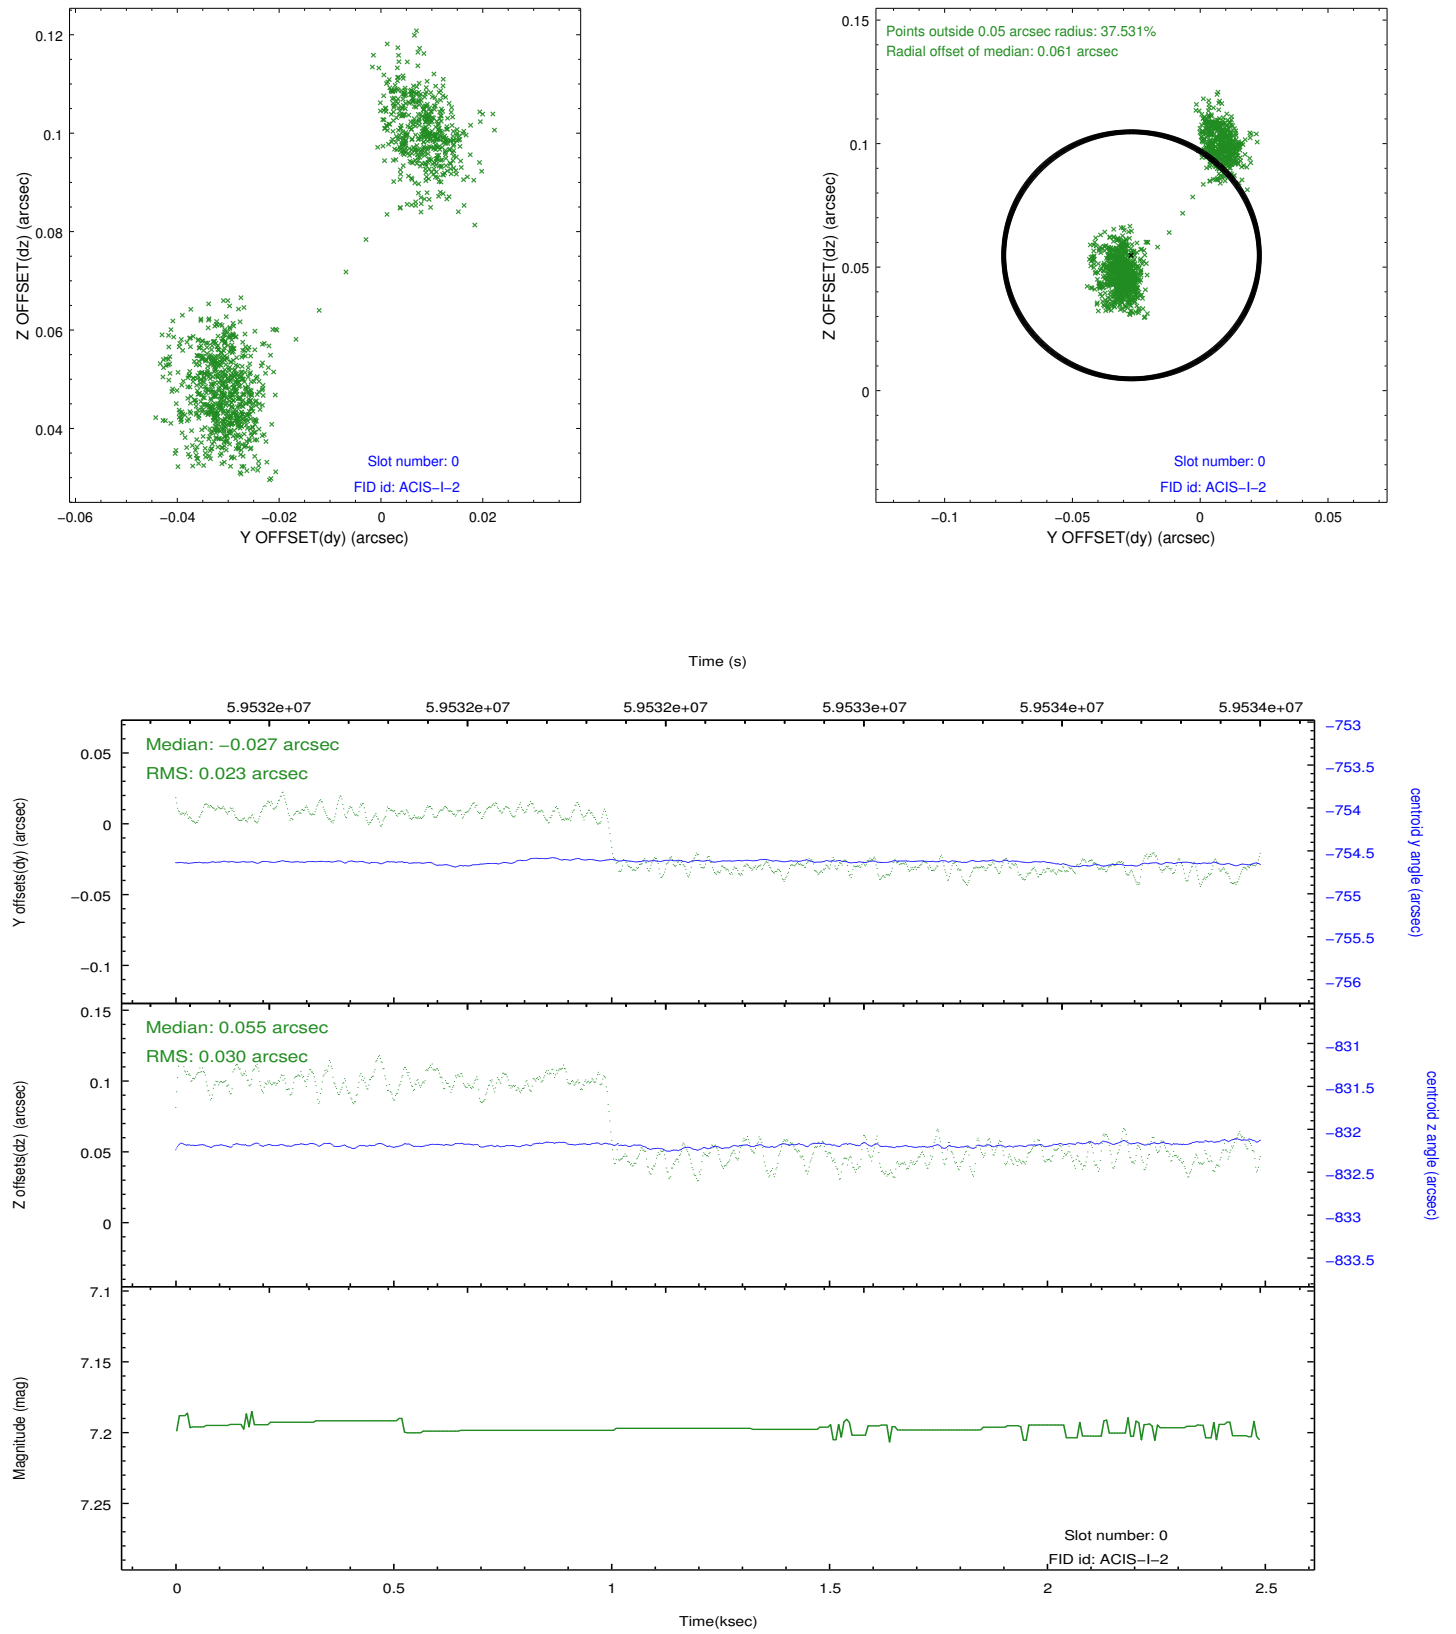 0.12
0.1
0.08
0.06
0.04
Z OFFSET(dz) (arcsec)
Slot number: 0
FID id: ACIS−I−2
−0.06
−0.04
−0.02
0
0.02
Y OFFSET(dy) (arcsec)
Points outside 0.05 arcsec radius: 37.531%
Radial offset of median: 0.061 arcsec
0.15
0.1
0.05
0
Z OFFSET(dz) (arcsec)
Slot number: 0
FID id: ACIS−I−2
−0.1
−0.05
0
0.05
Y OFFSET(dy) (arcsec)
Time (s)
5.9532e+07
5.9532e+07
5.9532e+07
5.9533e+07
5.9534e+07
5.9534e+07
Median: −0.027 arcsec
RMS: 0.023 arcsec
0.05
0
−0.05
−0.1
Y offsets(dy) (arcsec)
−753
−753.5
−754
−754.5
−755
−755.5
−756
centroid y angle (arcsec)
Median: 0.055 arcsec
RMS: 0.030 arcsec
0.15
0.1
0.05
0
Z offsets(dz) (arcsec)
−831
−831.5
−832
−832.5
−833
−833.5
centroid z angle (arcsec)
7.1
7.15
7.2
7.25
Magnitude (mag)
Slot number: 0
FID id: ACIS−I−2
0
0.5
1
1.5
2
2.5
Time(ksec)